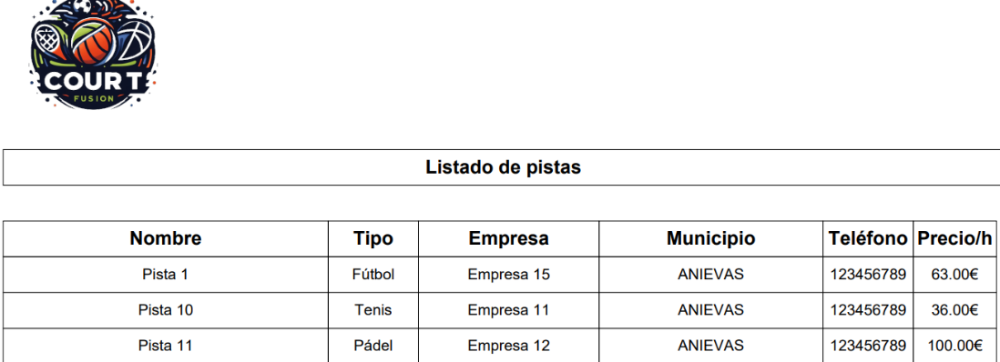 COURT
FUSION
Listado de pistas
Nombre Tipo Empresa Municipio Teléfono Precio/h
Pista 1 Fútbol Empresa 15 ANIEVAS 123456789 63.00€
Pista 10 Tenis Empresa 11 ANIEVAS 123456789 36.00€
Pista 11 Pádel Empresa 12 ANIEVAS 123456789 100.00€